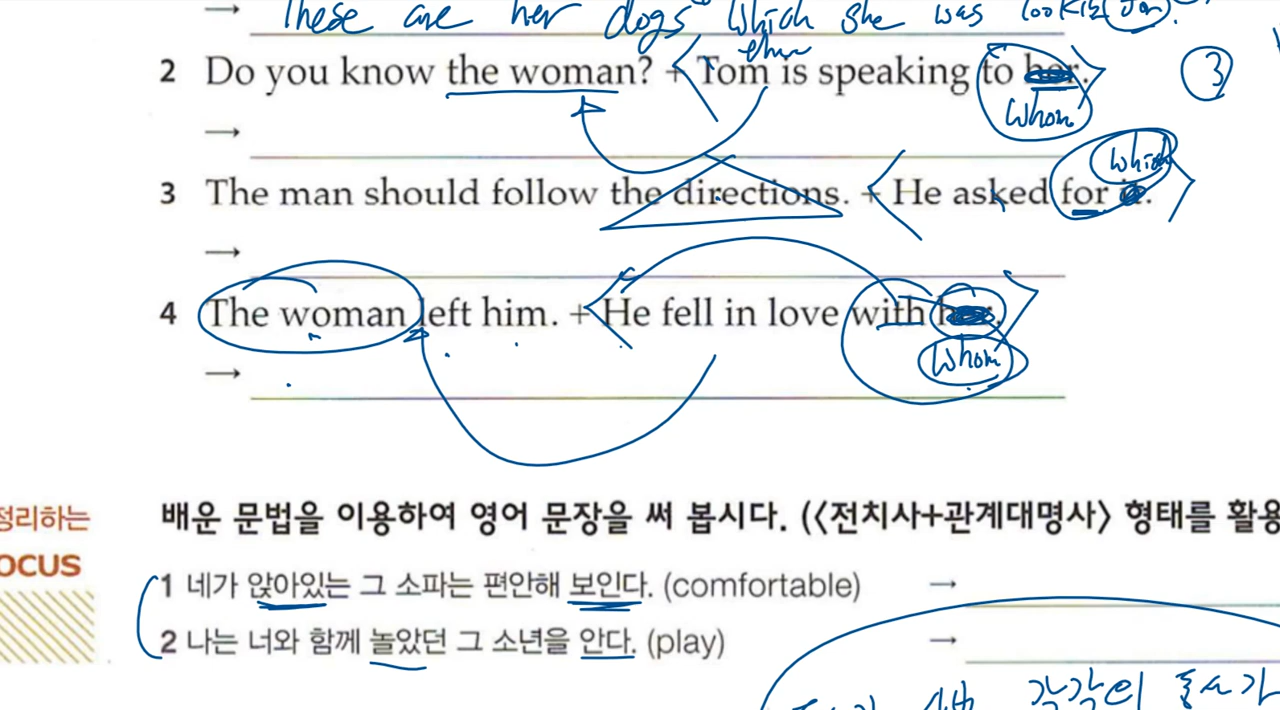 → These are her dogs which she was
2 Do you know the woman? + Tom is speaking to her. 3
whom
→
which
3 The man should follow the directions. + He asked for it.
→
4 The woman left him. + He fell in love with her.
whom
→
정리하는 배운 문법을 이용하여 영어 문장을 써 봅시다. (<전치사+관계대명사> 형태를 활용
OCUS
1 네가 앉아있는 그 소파는 편안해 보인다. (comfortable) →
2 나는 너와 함께 놀았던 그 소년을 안다. (play) →
각각의 동사가